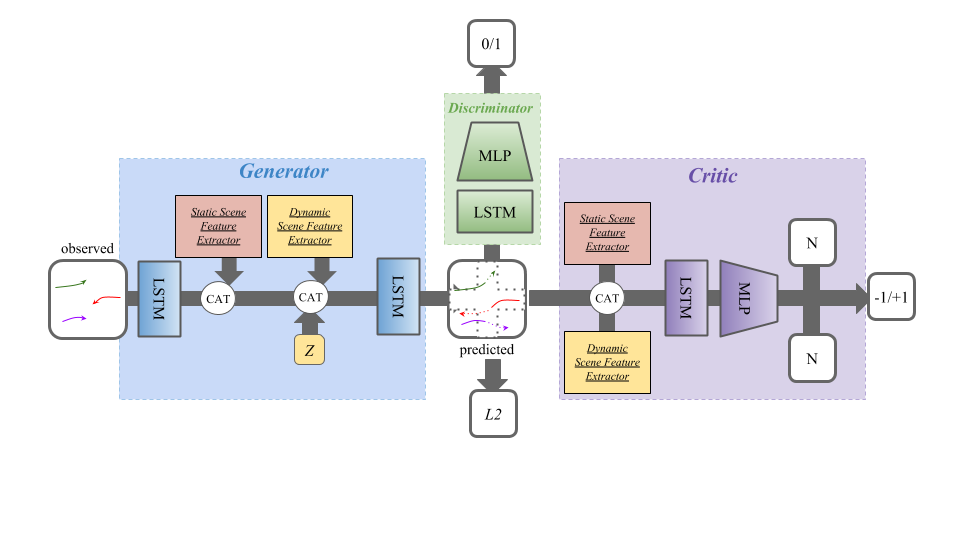 0/1
Discriminator
MLP
LSTM
Generator
Static Scene
Feature
Extractor
Dynamic
Scene Feature
Extractor
observed
LSTM
CAT
CAT
Z
LSTM
predicted
L2
Critic
Static Scene
Feature
Extractor
CAT
Dynamic
Scene Feature
Extractor
LSTM
MLP
N
N
-1/+1